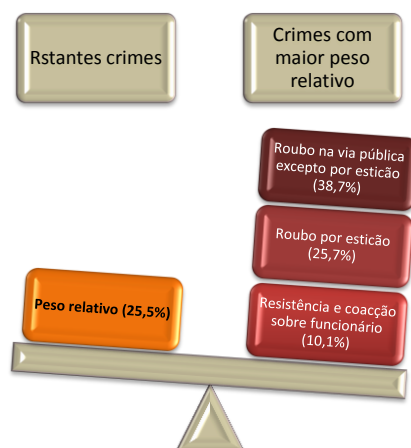 Rstantes crimes
Crimes com
maior peso
relativo
Roubo na via pública
excepto por esticão
(38,7%)
Roubo por esticão
(25,7%)
Peso relativo (25,5%)
Resistência e coacção
sobre funcionário
(10,1%)